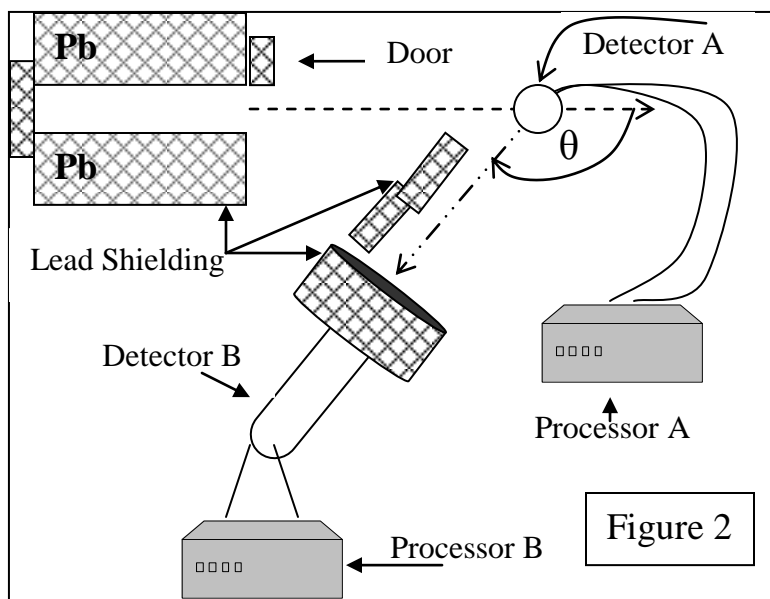 Pb
Door
Detector A
θ
Pb
Lead Shielding
Detector B
Processor A
Processor B
Figure 2